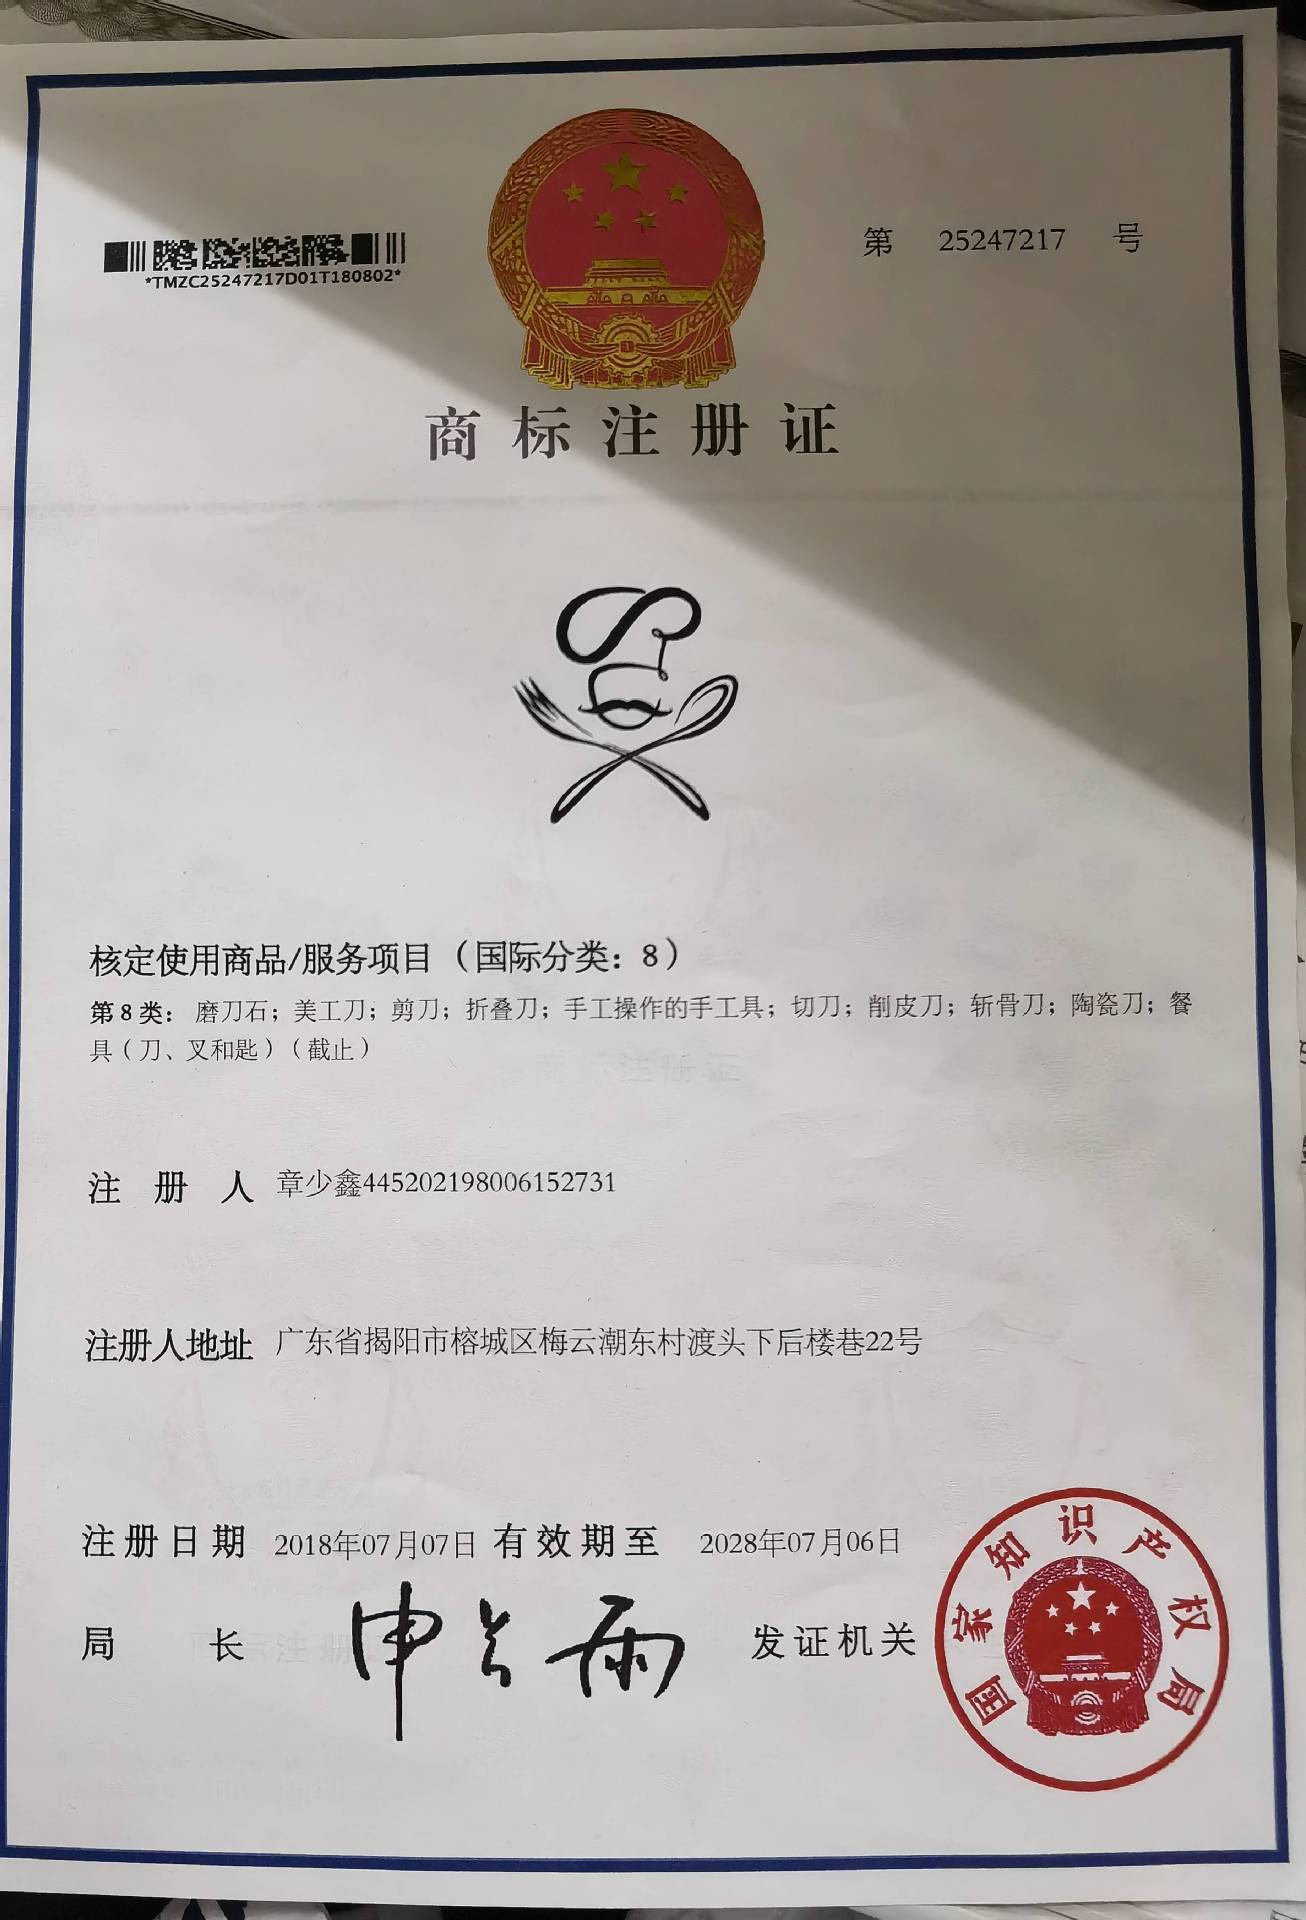 第 25247217 号
*TMZC25247217D01T180802*
商标注册证
核定使用商品/服务项目（国际分类：8）
第8类：磨刀石；美工刀；剪刀；折叠刀；手工操作的手工具；切刀；削皮刀；斩骨刀；陶瓷刀；餐
具（刀、叉和匙）（截止）
注册人 章少鑫445202198006152731
注册人地址 广东省揭阳市榕城区梅云潮东村渡头下后楼巷22号
注册日期 2018年07月07日 有效期至 2028年07月06日
局长 申长雨 发证机关
国家知识产权局